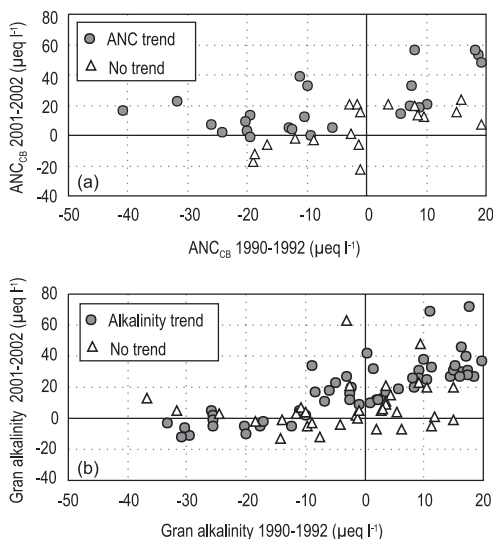 80
60
40
20
0
-20
-40
ANC_CB 2001-2002 (µeq l⁻¹)
ANC trend
No trend
(a)
-50 -40 -30 -20 -10 0 10 20
ANC_CB 1990-1992 (µeq l⁻¹)
80
60
40
20
0
-20
-40
Gran alkalinity 2001-2002 (µeq l⁻¹)
Alkalinity trend
No trend
(b)
-50 -40 -30 -20 -10 0 10 20
Gran alkalinity 1990-1992 (µeq l⁻¹)